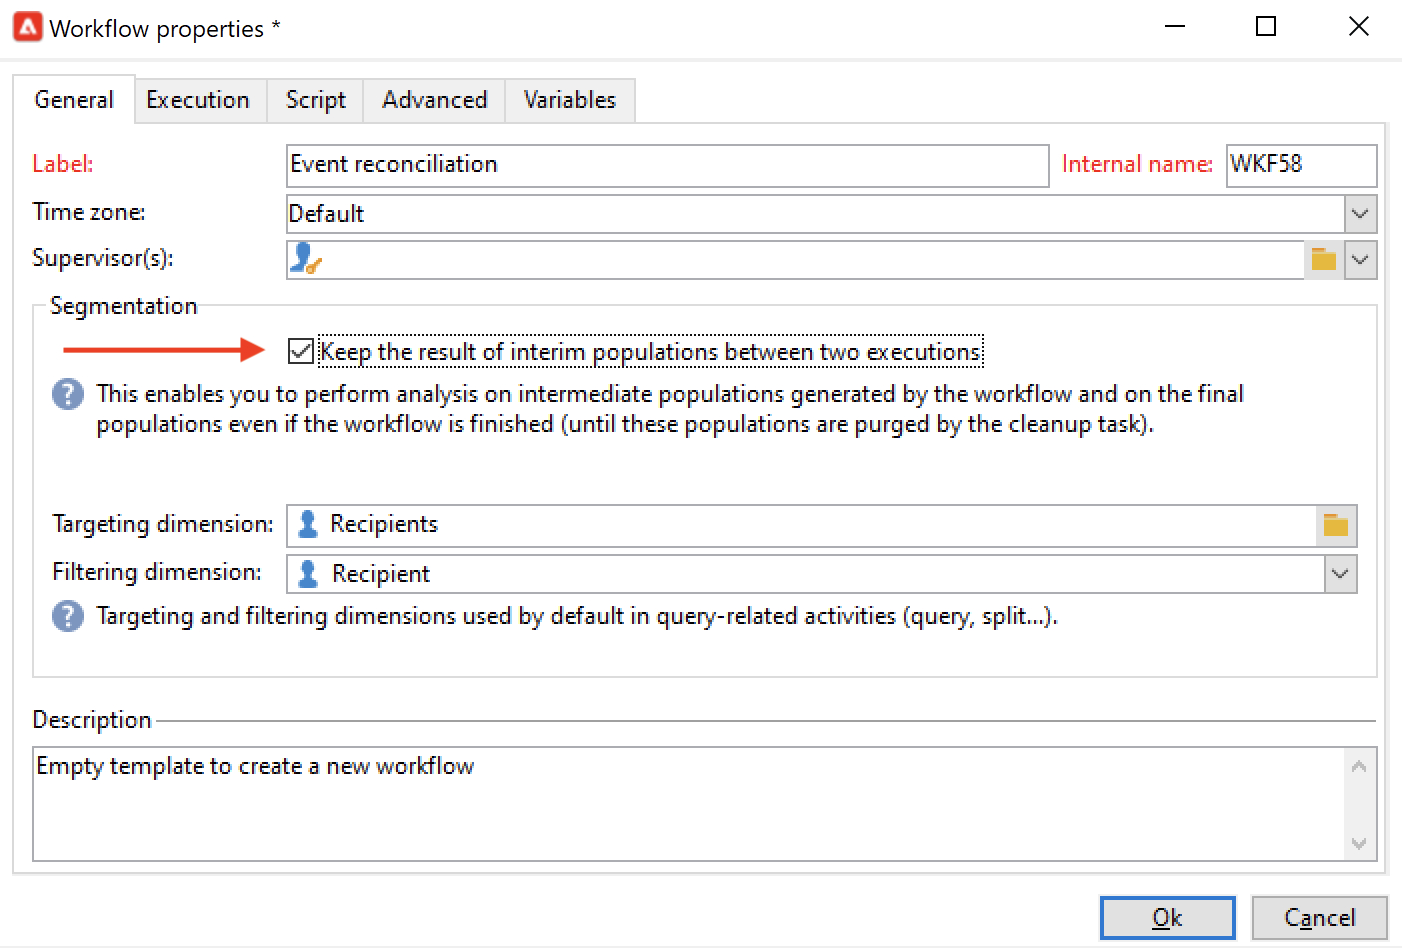 Workflow properties *
General Execution Script Advanced Variables
Label: Event reconciliation Internal name: WKF58
Time zone: Default
Supervisor(s):
Segmentation
Keep the result of interim populations between two executions
? This enables you to perform analysis on intermediate populations generated by the workflow and on the final
populations even if the workflow is finished (until these populations are purged by the cleanup task).
Targeting dimension: Recipients
Filtering dimension: Recipient
? Targeting and filtering dimensions used by default in query-related activities (query, split...).
Description
Empty template to create a new workflow
Ok Cancel